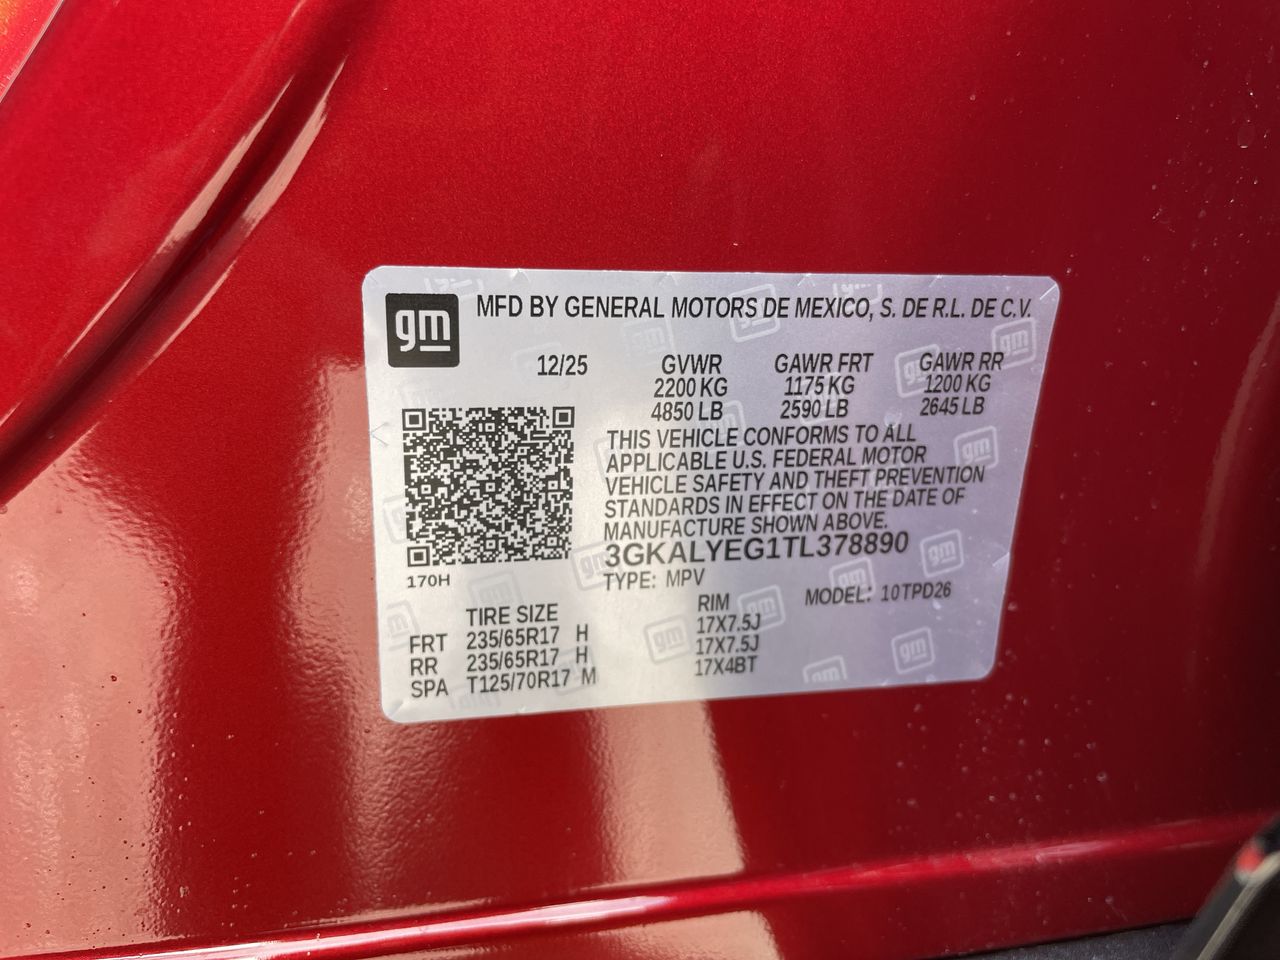 gm
MFD BY GENERAL MOTORS DE MEXICO, S. DE R.L. DE C.V.
12/25 GVWR GAWR FRT GAWR RR
2200 KG 1175 KG 1200 KG
4850 LB 2590 LB 2645 LB
THIS VEHICLE CONFORMS TO ALL
APPLICABLE U.S. FEDERAL MOTOR
VEHICLE SAFETY AND THEFT PREVENTION
STANDARDS IN EFFECT ON THE DATE OF
MANUFACTURE SHOWN ABOVE.
3GKALYEG1TL378890
170H
TYPE: MPV MODEL: 10TPD26
TIRE SIZE RIM
FRT 235/65R17 H 17X7.5J
RR 235/65R17 H 17X7.5J
SPA T125/70R17 M 17X4BT